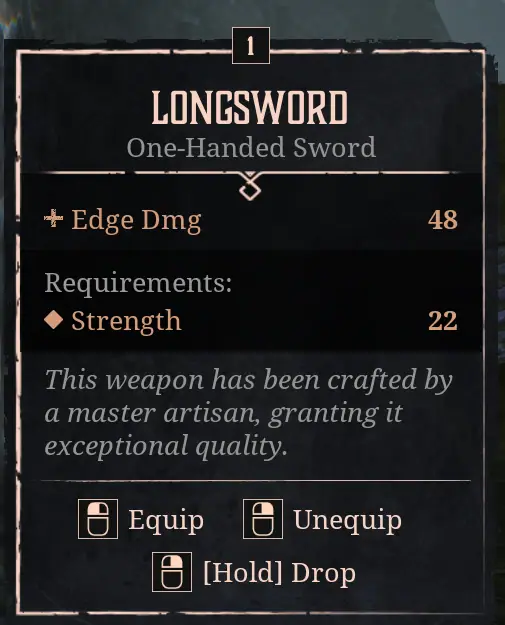 1
LONGSWORD
One-Handed Sword
Edge Dmg 48
Requirements:
Strength 22
This weapon has been crafted by
a master artisan, granting it
exceptional quality.
Equip Unequip
[Hold] Drop